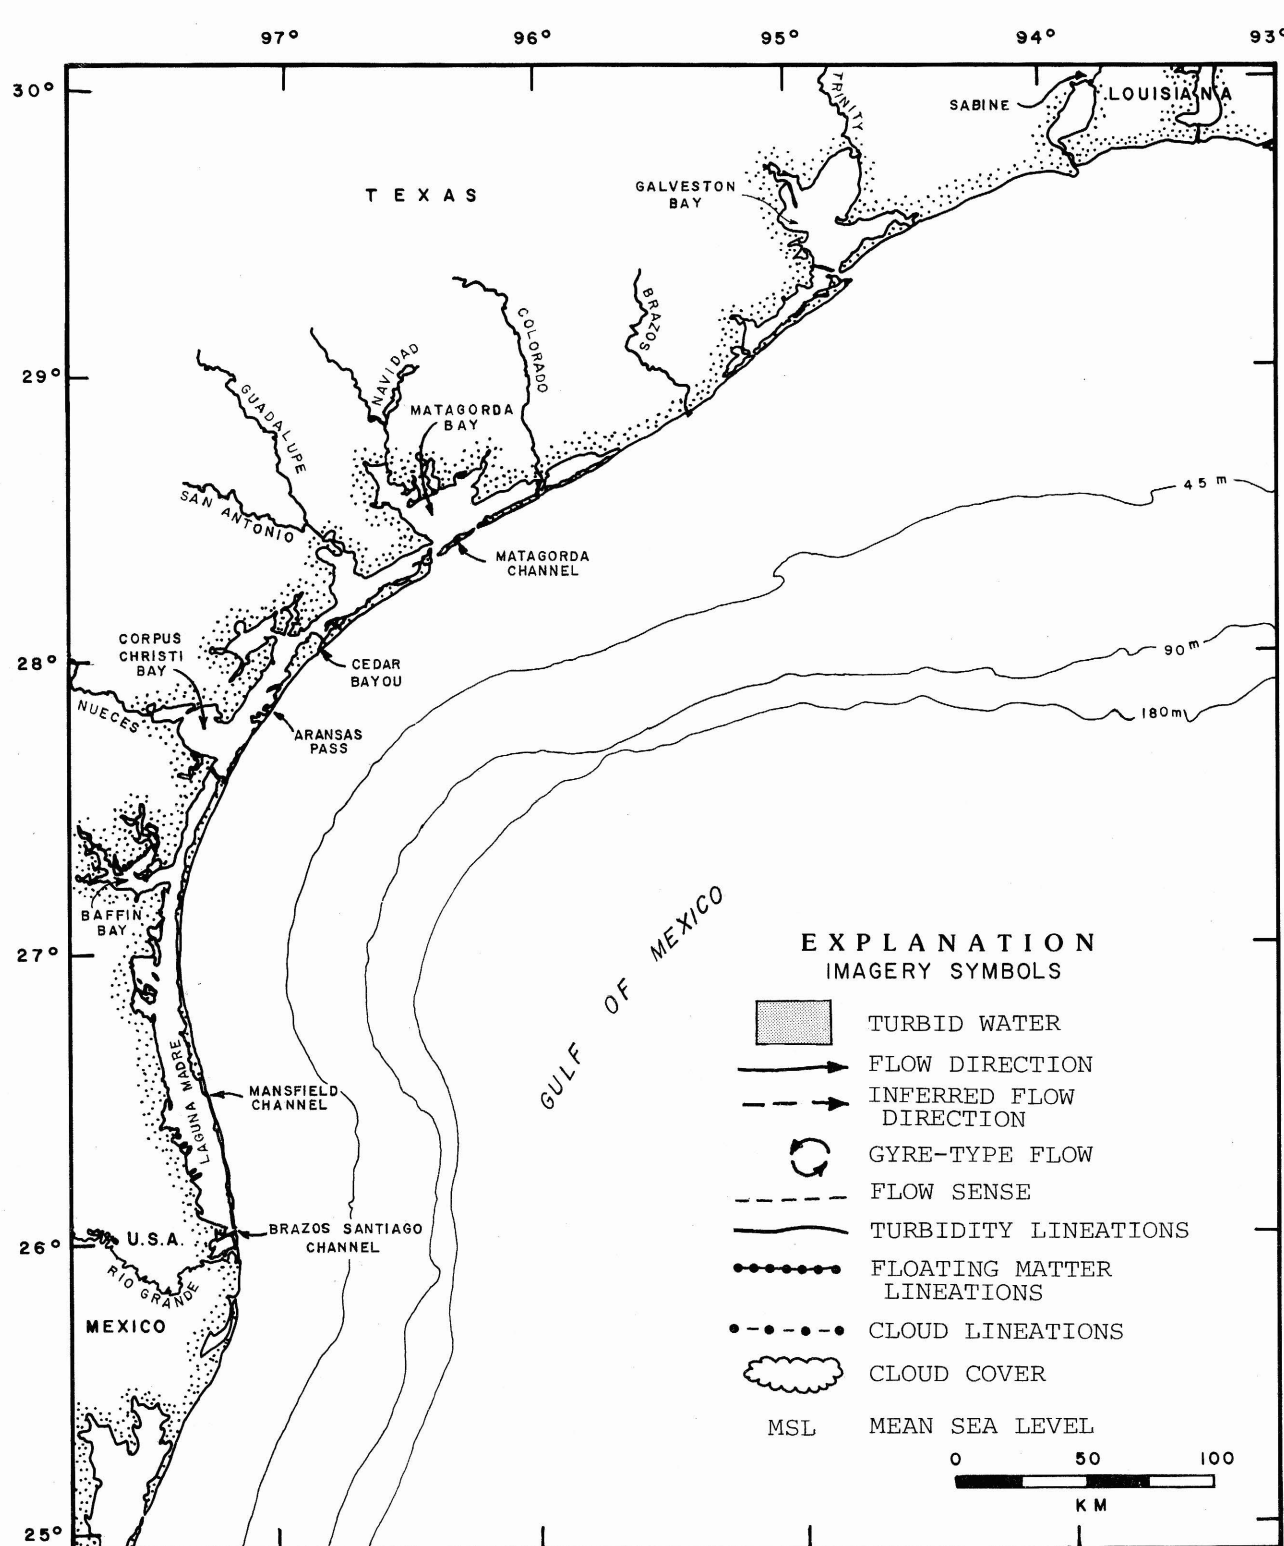 97°
96°
95°
94°
93°
30°
29°
28°
27°
26°
25°
TRINITY
SABINE
LOUISIANA
TEXAS
GALVESTON
BAY
BRAZOS
COLORADO
NAVIDAD
GUADALUPE
MATAGORDA
BAY
SAN ANTONIO
MATAGORDA
CHANNEL
45 m
CORPUS
CHRISTI
BAY
CEDAR
BAYOU
90 m
NUECES
ARANSAS
PASS
180m
BAFFIN
BAY
GULF OF MEXICO
LAGUNA MADRE
MANSFIELD
CHANNEL
BRAZOS SANTIAGO
CHANNEL
U.S.A.
RIO GRANDE
MEXICO
EXPLANATION
IMAGERY SYMBOLS
TURBID WATER
FLOW DIRECTION
INFERRED FLOW
DIRECTION
GYRE-TYPE FLOW
FLOW SENSE
TURBIDITY LINEATIONS
FLOATING MATTER
LINEATIONS
CLOUD LINEATIONS
CLOUD COVER
MSL MEAN SEA LEVEL
0 50 100
KM